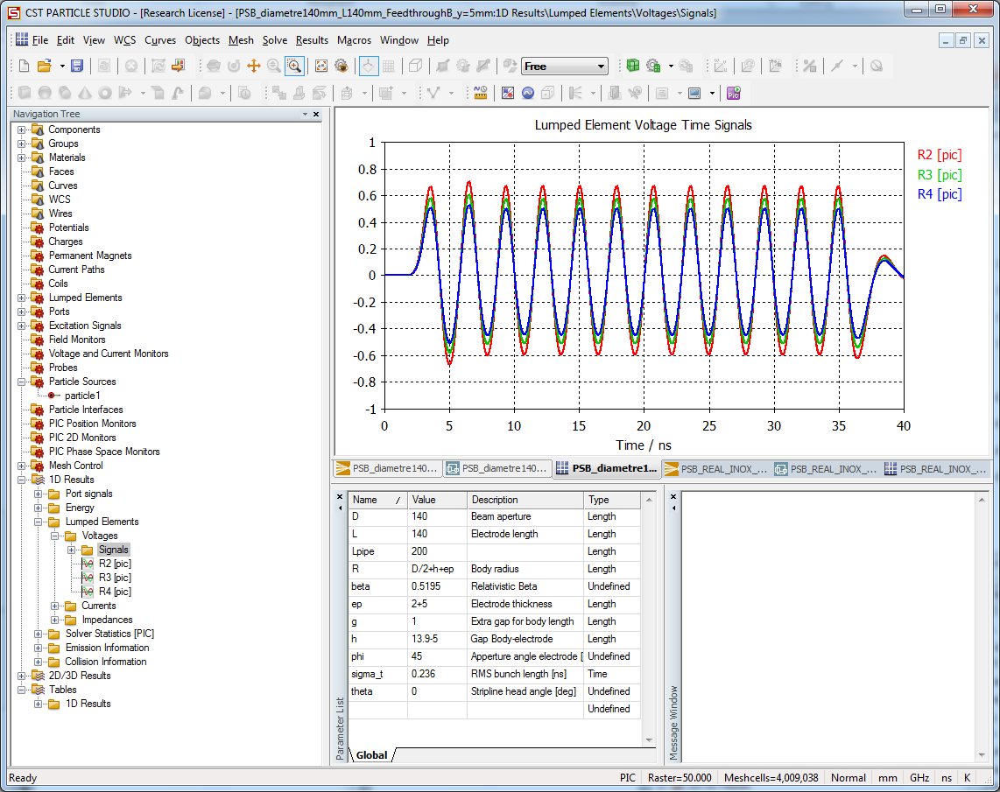 CST PARTICLE STUDIO - [Research License] - [PSB_diametre140mm_L140mm_FeedthroughB_y=5mm:1D Results\Lumped Elements\Voltages\Signals]
File Edit View WCS Curves Objects Mesh Solve Results Macros Window Help
Free
Pic
Navigation Tree
Components
Groups
Materials
Faces
Curves
WCS
Wires
Potentials
Charges
Permanent Magnets
Current Paths
Coils
Lumped Elements
Ports
Excitation Signals
Field Monitors
Voltage and Current Monitors
Probes
Particle Sources
particle1
Particle Interfaces
PIC Position Monitors
PIC 2D Monitors
PIC Phase Space Monitors
Mesh Control
1D Results
Port signals
Energy
Lumped Elements
Voltages
Signals
R2 [pic]
R3 [pic]
R4 [pic]
Currents
Impedances
Solver Statistics [PIC]
Emission Information
Collision Information
2D/3D Results
Tables
1D Results
Lumped Element Voltage Time Signals
1
0.8
0.6
0.4
0.2
0
-0.2
-0.4
-0.6
-0.8
-1
0 5 10 15 20 25 30 35 40
Time / ns
R2 [pic]
R3 [pic]
R4 [pic]
PSB_diametre140... PSB_diametre140... PSB_diametre1... PSB_REAL_INOX_... PSB_REAL_INOX_... PSB_REAL_INOX_...
Parameter List
Name / Value Description Type
D 140 Beam aperture Length
L 140 Electrode length Length
Lpipe 200 Length
R D/2+h+ep Body radius Length
beta 0.5195 Relativistic Beta Undefined
ep 2+5 Electrode thickness Length
g 1 Extra gap for body length Length
h 13.9-5 Gap Body-electrode Length
phi 45 Apperture angle electrode [ Undefined
sigma_t 0.236 RMS bunch length [ns] Time
theta 0 Stripline head angle [deg] Undefined
Undefined
Global
Message Window
Ready PIC Raster=50.000 Meshcells=4,009,038 Normal mm GHz ns K